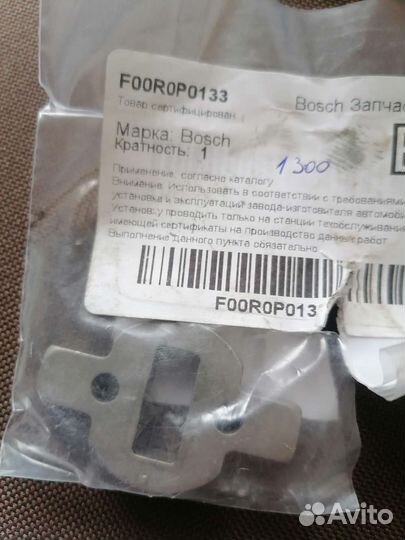 F00R0P0133
Bosch Запчас
Товар сертифицирован
Марка: Bosch
Кратность: 1
1300
Применение: согласно каталогу
Внимание. Использовать в соответствии с требованиями
установки и эксплуатации завода-изготовителя автомоби
Установку проводить только на станции техобслуживания
имеющей сертификаты на производство данных работ
Выполнение данного пункта обязательно
F00R0P013
Avito